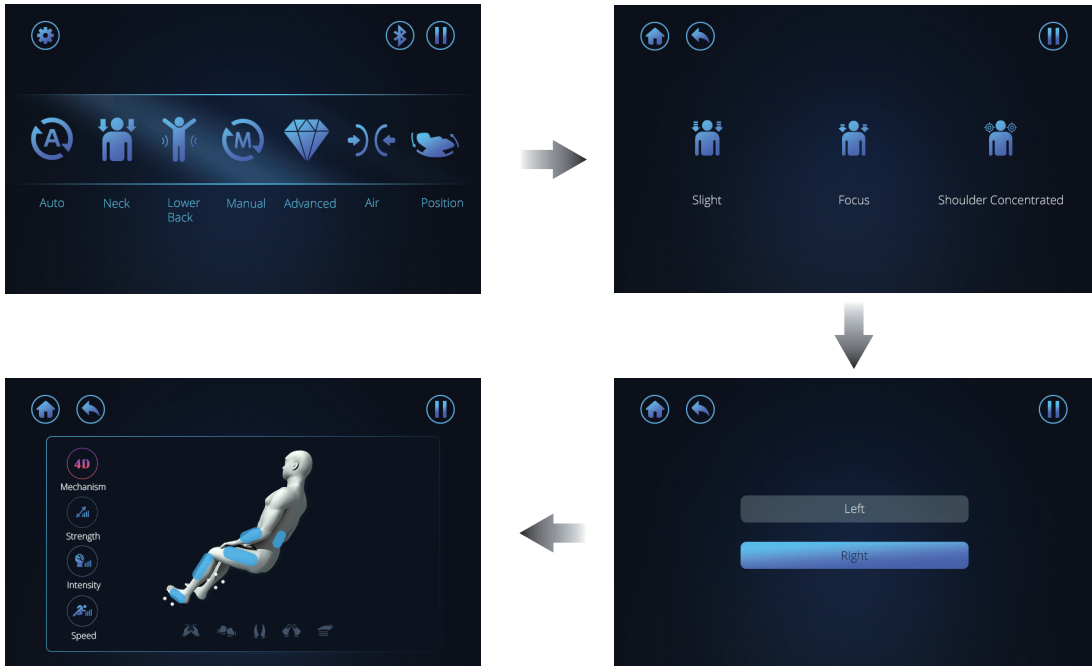 A
M
Auto
Neck
Lower
Back
Manual
Advanced
Air
Position
Slight
Focus
Shoulder Concentrated
4D
Mechanism
Strength
Intensity
Speed
Left
Right